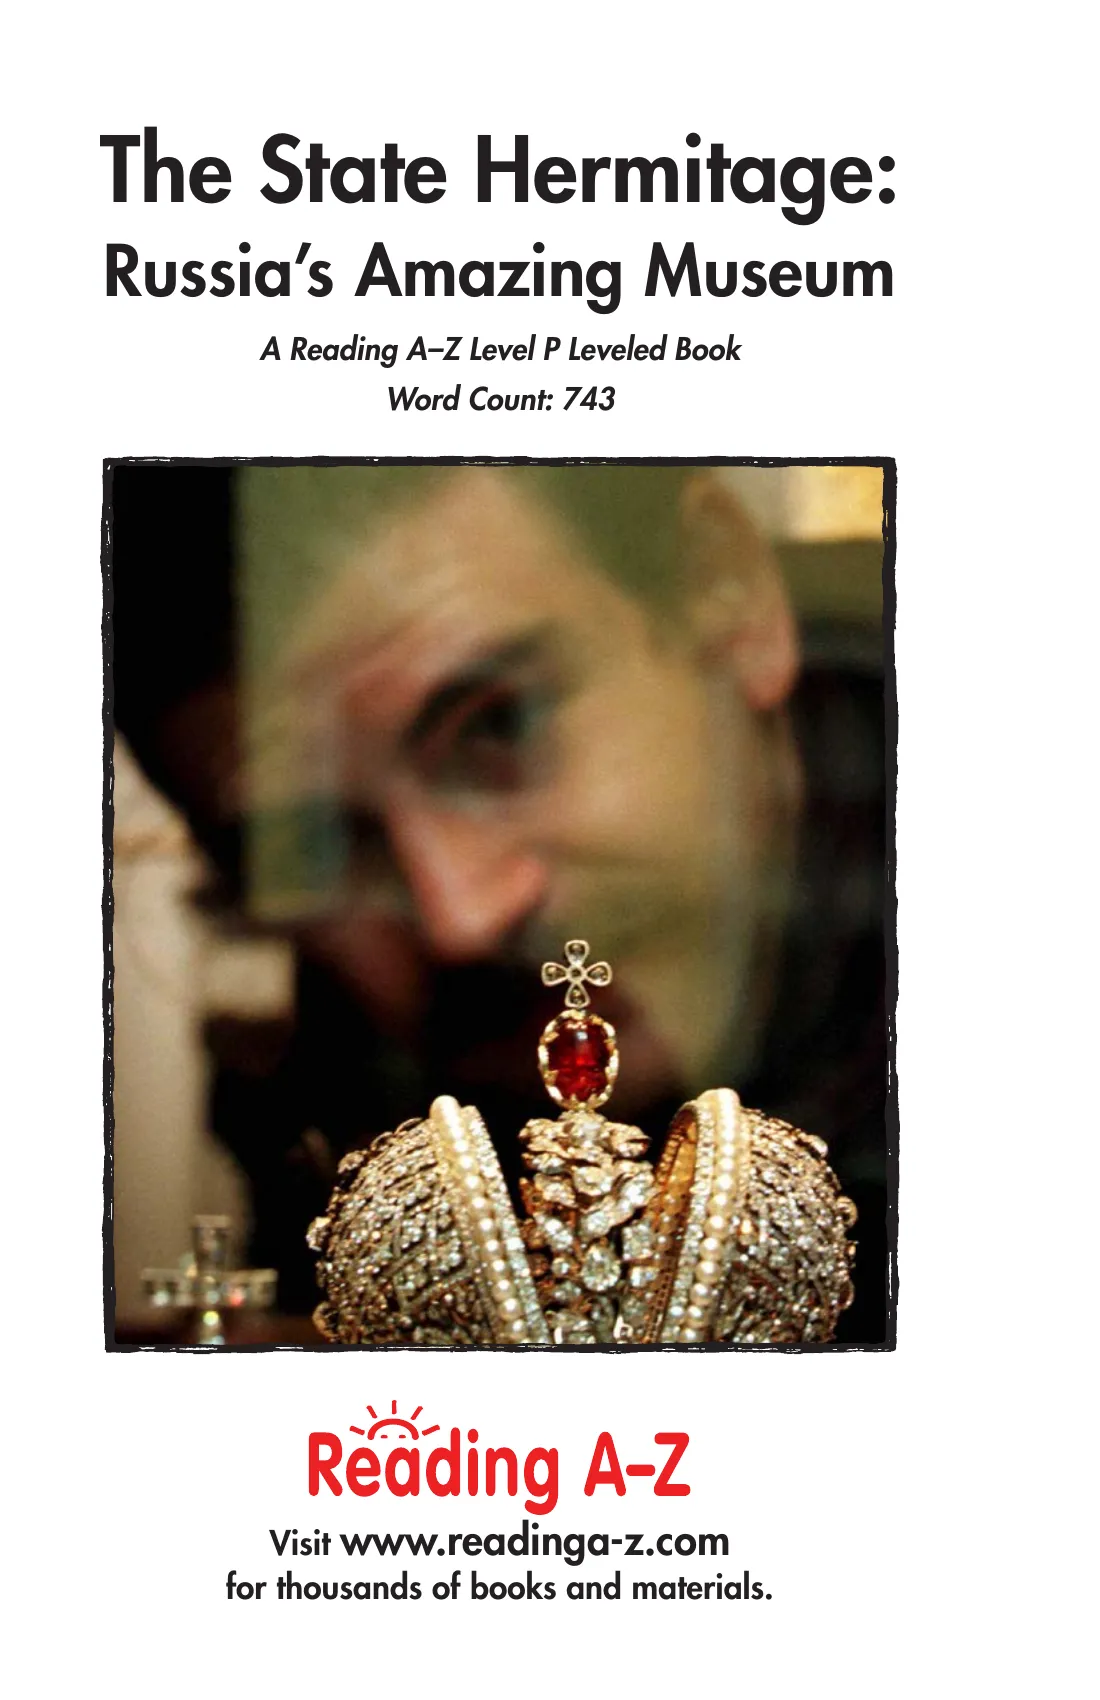 The State Hermitage:
Russia’s Amazing Museum
A Reading A–Z Level P Leveled Book
Word Count: 743
Reading A–Z
Visit www.readinga-z.com
for thousands of books and materials.